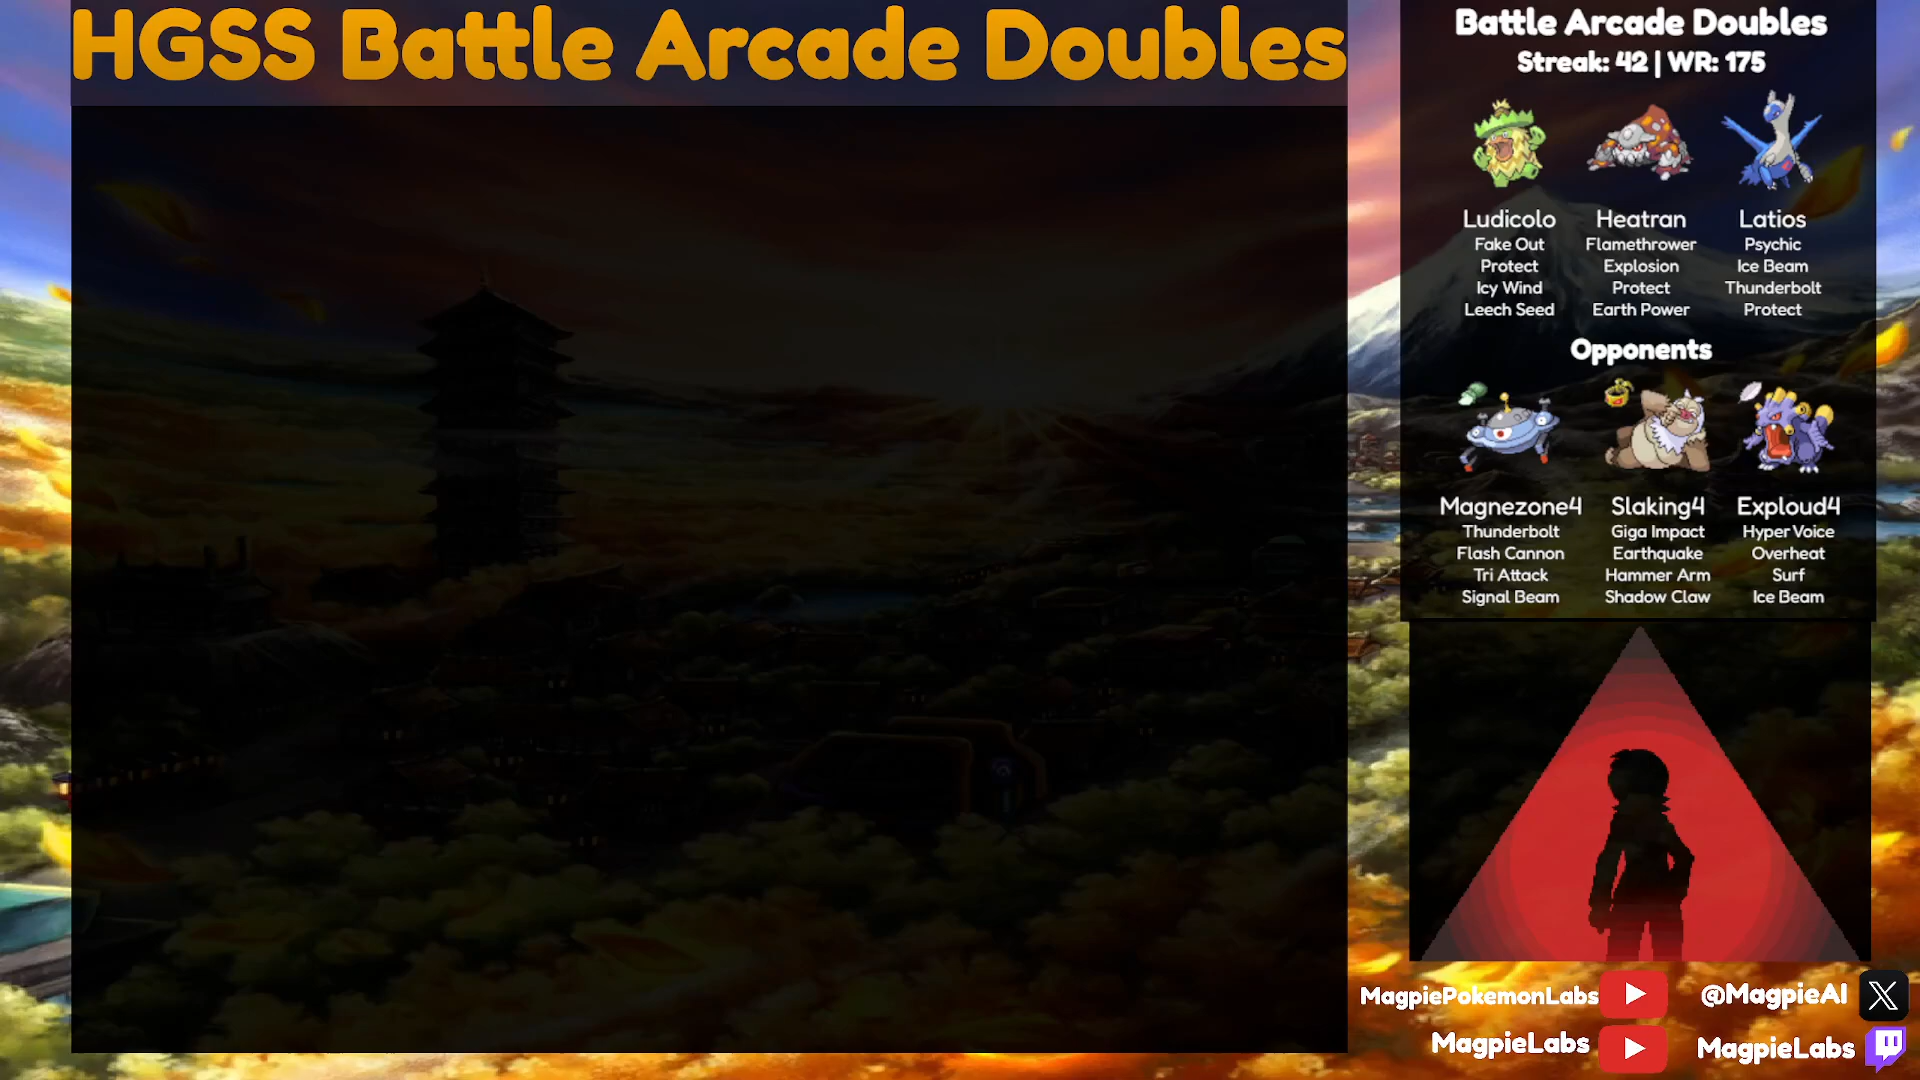 HGSS Battle Arcade Doubles
Battle Arcade Doubles
Streak: 42 | WR: 175
Ludicolo
Fake Out
Protect
Icy Wind
Leech Seed
Heatran
Flamethrower
Explosion
Protect
Earth Power
Latios
Psychic
Ice Beam
Thunderbolt
Protect
Opponents
Magnezone4
Thunderbolt
Flash Cannon
Tri Attack
Signal Beam
Slaking4
Giga Impact
Earthquake
Hammer Arm
Shadow Claw
Exploud4
Hyper Voice
Overheat
Surf
Ice Beam
MagpiePokemonLabs
@MagpieAI
MagpieLabs
MagpieLabs